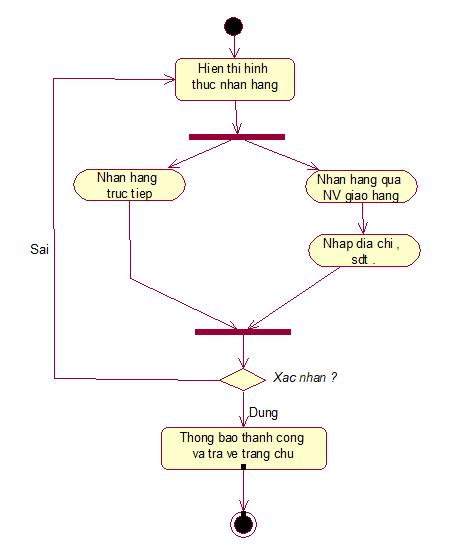 Hien thi hinh
thuc nhan hang
Nhan hang
truc tiep
Nhan hang qua
NV giao hang
Nhap dia chi ,
sdt .
Sai
Xac nhan ?
Dung
Thong bao thanh cong
va tra ve trang chu